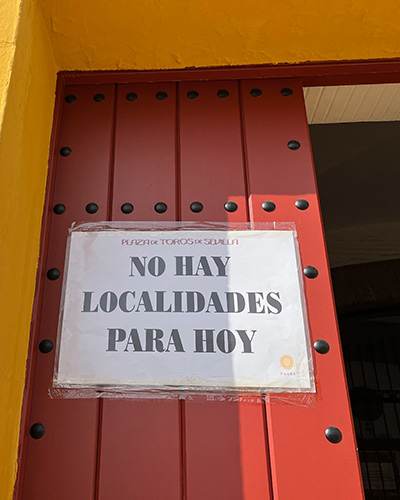 PLAZA DE TOROS DE SEVILLA
NO HAY
LOCALIDADES
PARA HOY